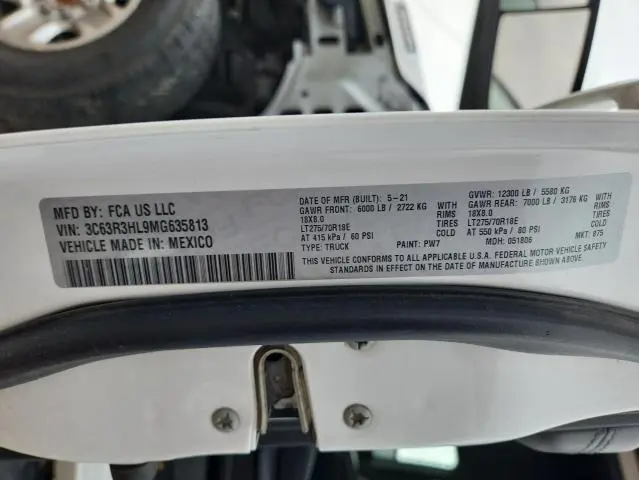 MFD BY: FCA US LLC
VIN: 3C63R3HL9MG635813
VEHICLE MADE IN: MEXICO
DATE OF MFR (BUILT): 5-21
GAWR FRONT: 6000 LB / 2722 KG
18X8.0 RIMS
LT275/70R18E TIRES
AT 415 kPa / 60 PSI COLD
TYPE: TRUCK PAINT: PW7
GVWR: 12300 LB / 5580 KG
GAWR REAR: 7000 LB / 3176 KG
18X8.0 RIMS
LT275/70R18E TIRES
AT 550 kPa / 80 PSI COLD
MDH: 051806 MKT: 875
THIS VEHICLE CONFORMS TO ALL APPLICABLE U.S.A. FEDERAL MOTOR VEHICLE SAFETY
STANDARDS IN EFFECT ON THE DATE OF MANUFACTURE SHOWN ABOVE.